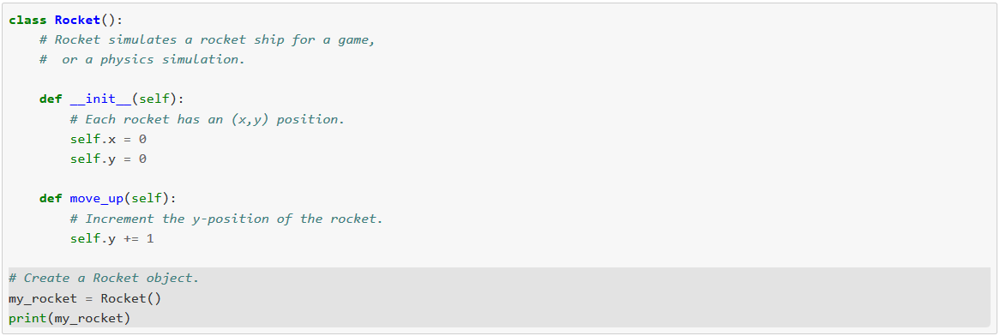 class Rocket():
    # Rocket simulates a rocket ship for a game,
    #  or a physics simulation.
    def __init__(self):
        # Each rocket has an (x,y) position.
        self.x = 0
        self.y = 0
    def move_up(self):
        # Increment the y-position of the rocket.
        self.y += 1
# Create a Rocket object.
my_rocket = Rocket()
print(my_rocket)